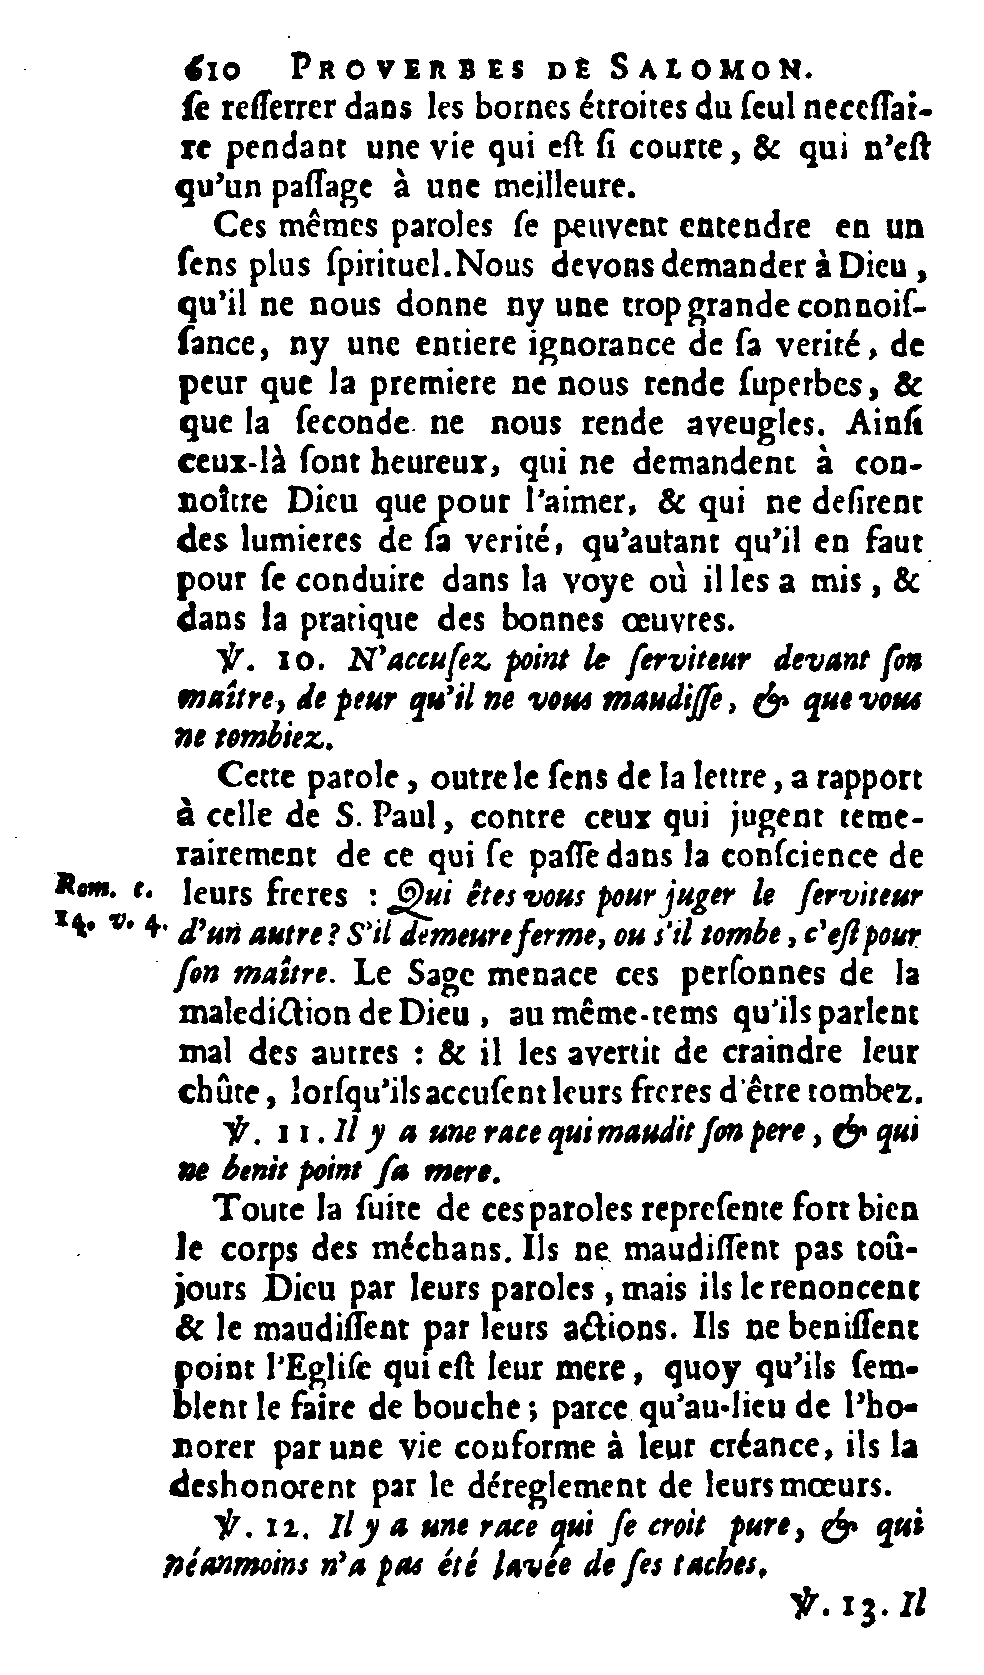 610 PROVERBES DE SALOMON.
ſe reſſerrer dans les bornes étroites du ſeul neceſſai-
re pendant une vie qui eſt ſi courte, & qui n'eſt
qu'un paſſage à une meilleure.
Ces mêmes paroles ſe peuvent entendre en un
ſens plus ſpirituel. Nous devons demander à Dieu,
qu'il ne nous donne ny une trop grande connoiſ-
ſance, ny une entiere ignorance de ſa verité, de
peur que la premiere ne nous rende ſuperbes, &
que la ſeconde ne nous rende aveugles. Ainſi
ceux-là ſont heureux, qui ne demandent à con-
noître Dieu que pour l'aimer, & qui ne deſirent
des lumieres de ſa verité, qu'autant qu'il en faut
pour ſe conduire dans la voye où il les a mis, &
dans la pratique des bonnes œuvres.
℣. 10. N'accuſez point le ſerviteur devant ſon
maître, de peur qu'il ne vous maudiſſe, & que vous
ne tombiez.
Cette parole, outre le ſens de la lettre, a rapport
à celle de S. Paul, contre ceux qui jugent teme-
rairement de ce qui ſe paſſe dans la conſcience de
Rom. c. leurs freres : Qui êtes vous pour juger le ſerviteur
14. v. 4. d'un autre ? S'il demeure ferme, ou s'il tombe, c'eſt pour
ſon maître. Le Sage menace ces perſonnes de la
malediction de Dieu, au même-tems qu'ils parlent
mal des autres : & il les avertit de craindre leur
chûte, lorſqu'ils accuſent leurs freres d'être tombez.
℣. 11. Il y a une race qui maudit ſon pere, & qui
ne benit point ſa mere.
Toute la ſuite de ces paroles repreſente fort bien
le corps des méchans. Ils ne maudiſſent pas toû-
jours Dieu par leurs paroles, mais ils le renoncent
& le maudiſſent par leurs actions. Ils ne beniſſent
point l'Egliſe qui eſt leur mere, quoy qu'ils ſem-
blent le faire de bouche ; parce qu'au-lieu de l'ho-
norer par une vie conforme à leur créance, ils la
deshonorent par le déreglement de leurs mœurs.
℣. 12. Il y a une race qui ſe croit pure, & qui
néanmoins n'a pas été lavée de ſes taches.
℣. 13. Il